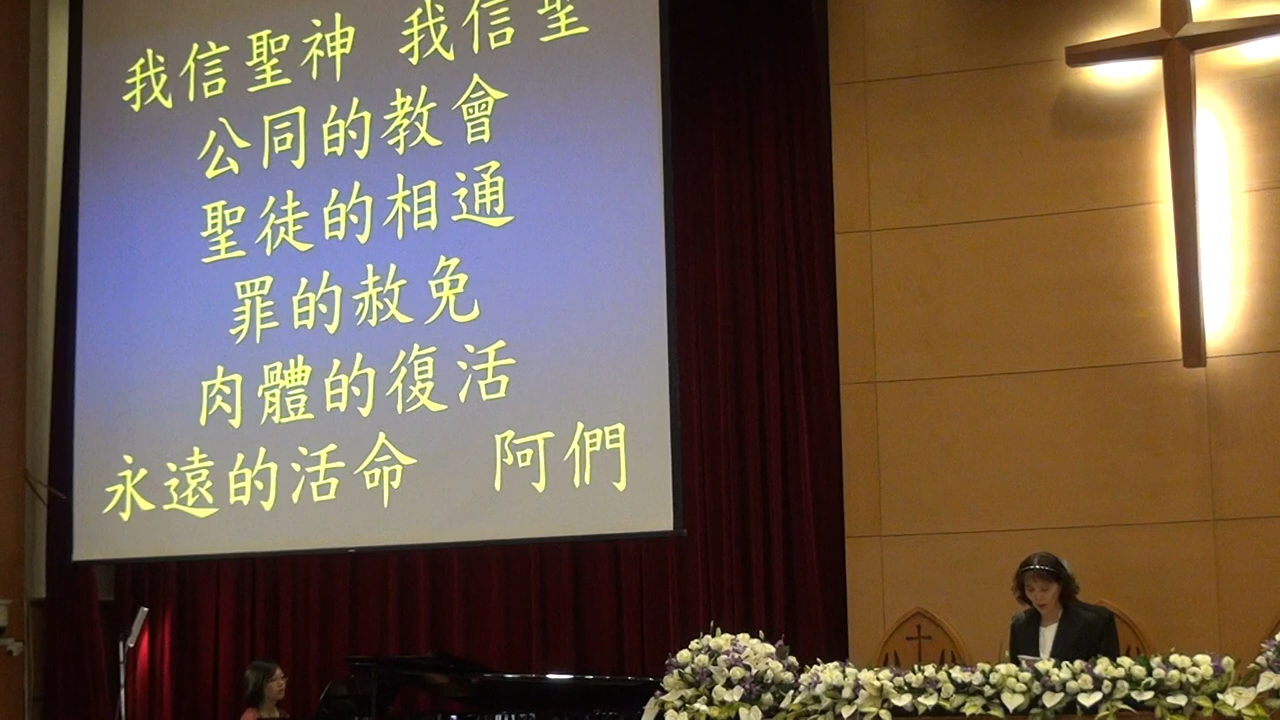 我信聖神 我信聖
公同的教會
聖徒的相通
罪的赦免
肉體的復活
永遠的活命 阿們